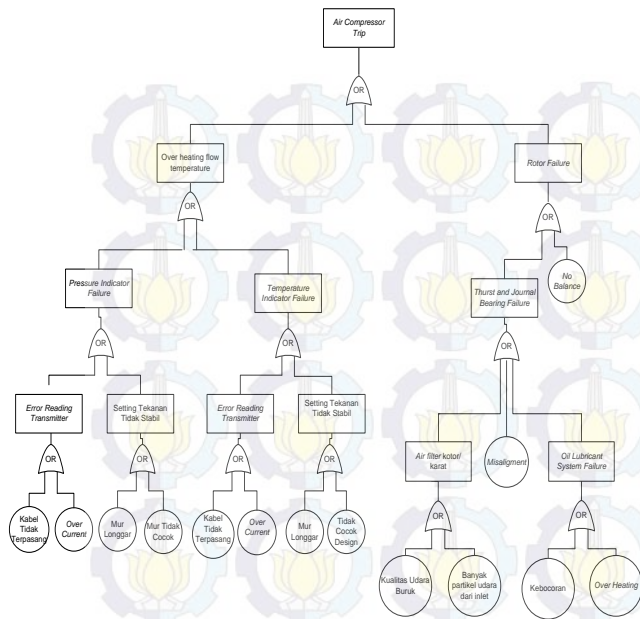 Air Compressor
Trip
OR
Over heating flow
temperature
Rotor Failure
OR
OR
Pressure Indicator
Failure
Temperature
Indicator Failure
Thurst and Journal
Bearing Failure
No
Balance
OR
OR
OR
Error Reading
Transmitter
Setting Tekanan
Tidak Stabil
Error Reading
Transmitter
Setting Tekanan
Tidak Stabil
Air filter kotor/
karat
Misaligment
Oil Lubricant
System Failure
OR
OR
OR
OR
Kabel
Tidak
Terpasang
Over
Current
Mur
Longgar
Mur Tidak
Cocok
Kabel
Tidak
Terpasang
Over
Current
Mur
Longgar
Tidak
Cocok
Design
OR
OR
Kualitas Udara
Buruk
Banyak
partikel udara
dari inlet
Kebocoran
Over Heating